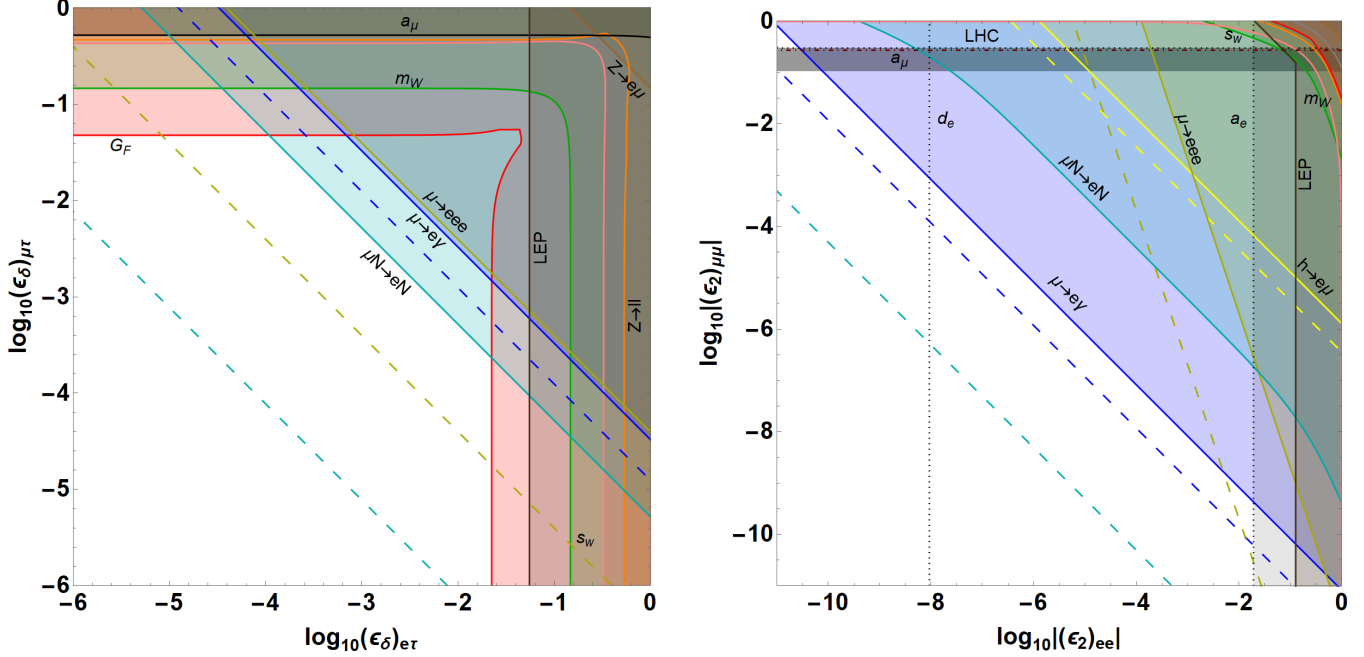 0
-1
-2
-3
-4
-5
-6
log₁₀(ϵ_δ)_μτ
a_μ
m_W
G_F
Z→eμ
μ→eee
μ→eγ
μN→eN
LEP
Z→ll
s_W
-6 -5 -4 -3 -2 -1 0
log₁₀(ϵ_δ)_eτ
0
-2
-4
-6
-8
-10
log₁₀|(ϵ₂)_μμ|
LHC
s_W
a_μ
m_W
d_e
a_e
μ→eee
LEP
μN→eN
h→eμ
μ→eγ
-10 -8 -6 -4 -2 0
log₁₀|(ϵ₂)_ee|